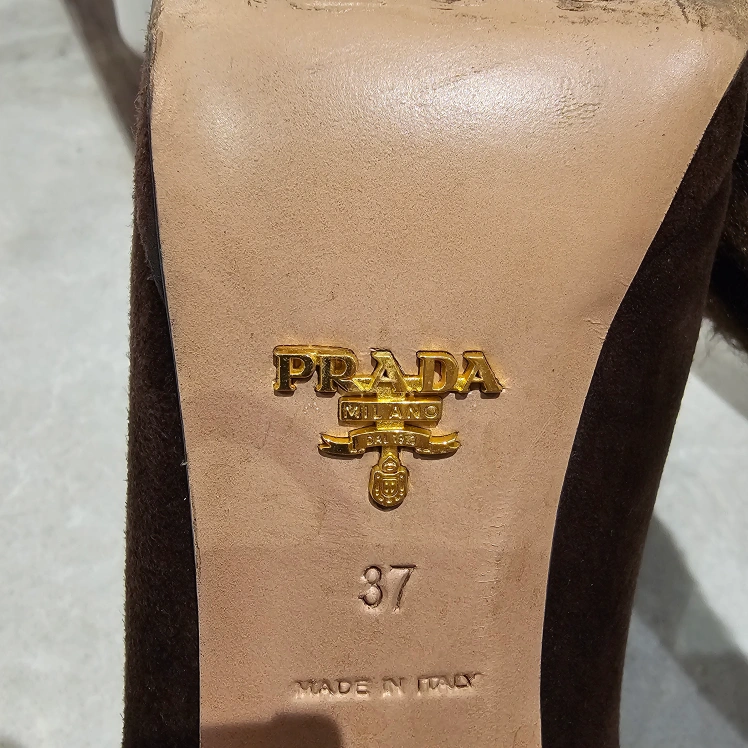 PRADA
MILANO
DAL 1913
37
MADE IN ITALY